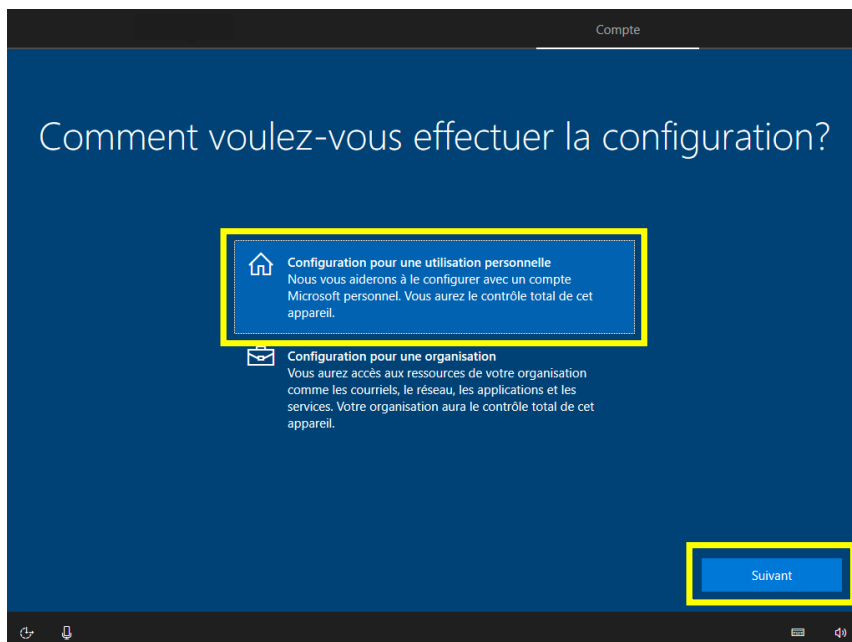 Compte
Comment voulez-vous effectuer la configuration?
Configuration pour une utilisation personnelle
Nous vous aiderons à le configurer avec un compte
Microsoft personnel. Vous aurez le contrôle total de cet
appareil.
Configuration pour une organisation
Vous aurez accès aux ressources de votre organisation
comme les courriels, le réseau, les applications et les
services. Votre organisation aura le contrôle total de cet
appareil.
Suivant